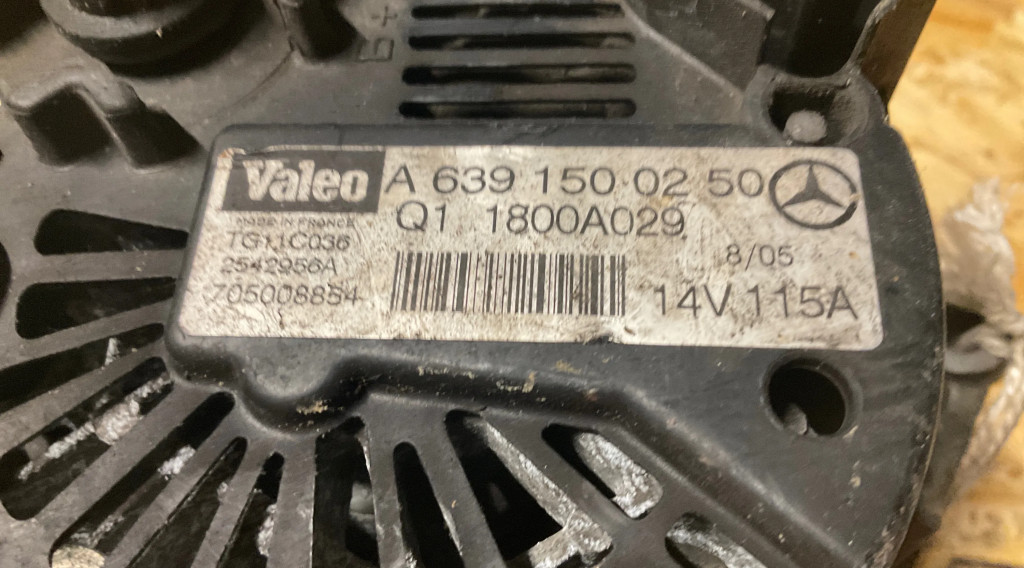 Valeo
A 639 150 02 50
MADE IN FRANCE
Q1 1800A029
TG11C036
8/05
2542956A
705008854
14V 115A